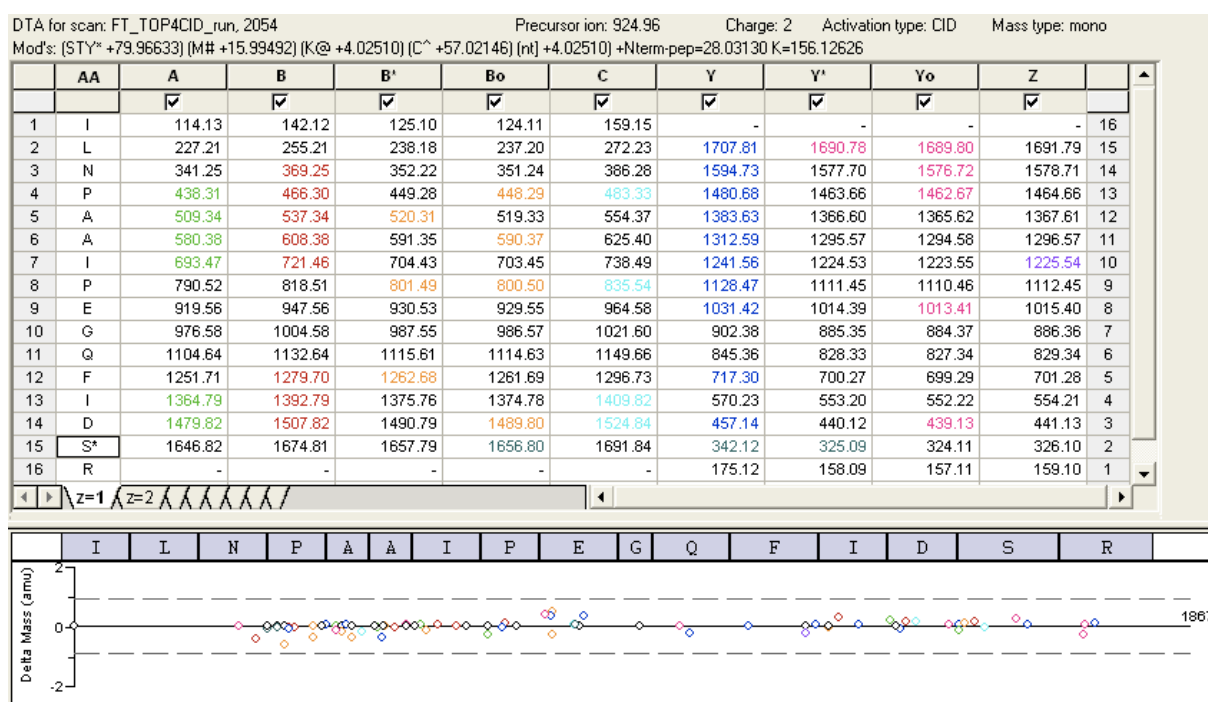 DTA for scan: FT_TOP4CID_run, 2054 Precursor ion: 924.96 Charge: 2 Activation type: CID Mass type: mono
Mod's: (STY* +79.96633) (M# +15.99492) (K@ +4.02510) (C^ +57.02146) (nt] +4.02510) +Nterm-pep=28.03130 K=156.12626
AA A B B* Bo C Y Y* Yo Z
1 I 114.13 142.12 125.10 124.11 159.15 - - - - 16
2 L 227.21 255.21 238.18 237.20 272.23 1707.81 1690.78 1689.80 1691.79 15
3 N 341.25 369.25 352.22 351.24 386.28 1594.73 1577.70 1576.72 1578.71 14
4 P 438.31 466.30 449.28 448.29 483.33 1480.68 1463.66 1462.67 1464.66 13
5 A 509.34 537.34 520.31 519.33 554.37 1383.63 1366.60 1365.62 1367.61 12
6 A 580.38 608.38 591.35 590.37 625.40 1312.59 1295.57 1294.58 1296.57 11
7 I 693.47 721.46 704.43 703.45 738.49 1241.56 1224.53 1223.55 1225.54 10
8 P 790.52 818.51 801.49 800.50 835.54 1128.47 1111.45 1110.46 1112.45 9
9 E 919.56 947.56 930.53 929.55 964.58 1031.42 1014.39 1013.41 1015.40 8
10 G 976.58 1004.58 987.55 986.57 1021.60 902.38 885.35 884.37 886.36 7
11 Q 1104.64 1132.64 1115.61 1114.63 1149.66 845.36 828.33 827.34 829.34 6
12 F 1251.71 1279.70 1262.68 1261.69 1296.73 717.30 700.27 699.29 701.28 5
13 I 1364.79 1392.79 1375.76 1374.78 1409.82 570.23 553.20 552.22 554.21 4
14 D 1479.82 1507.82 1490.79 1489.80 1524.84 457.14 440.12 439.13 441.13 3
15 S* 1646.82 1674.81 1657.79 1656.80 1691.84 342.12 325.09 324.11 326.10 2
16 R - - - - - 175.12 158.09 157.11 159.10 1
z=1 z=2
I L N P A A I P E G Q F I D S R
Delta Mass (amu)
2
0
1867
-2